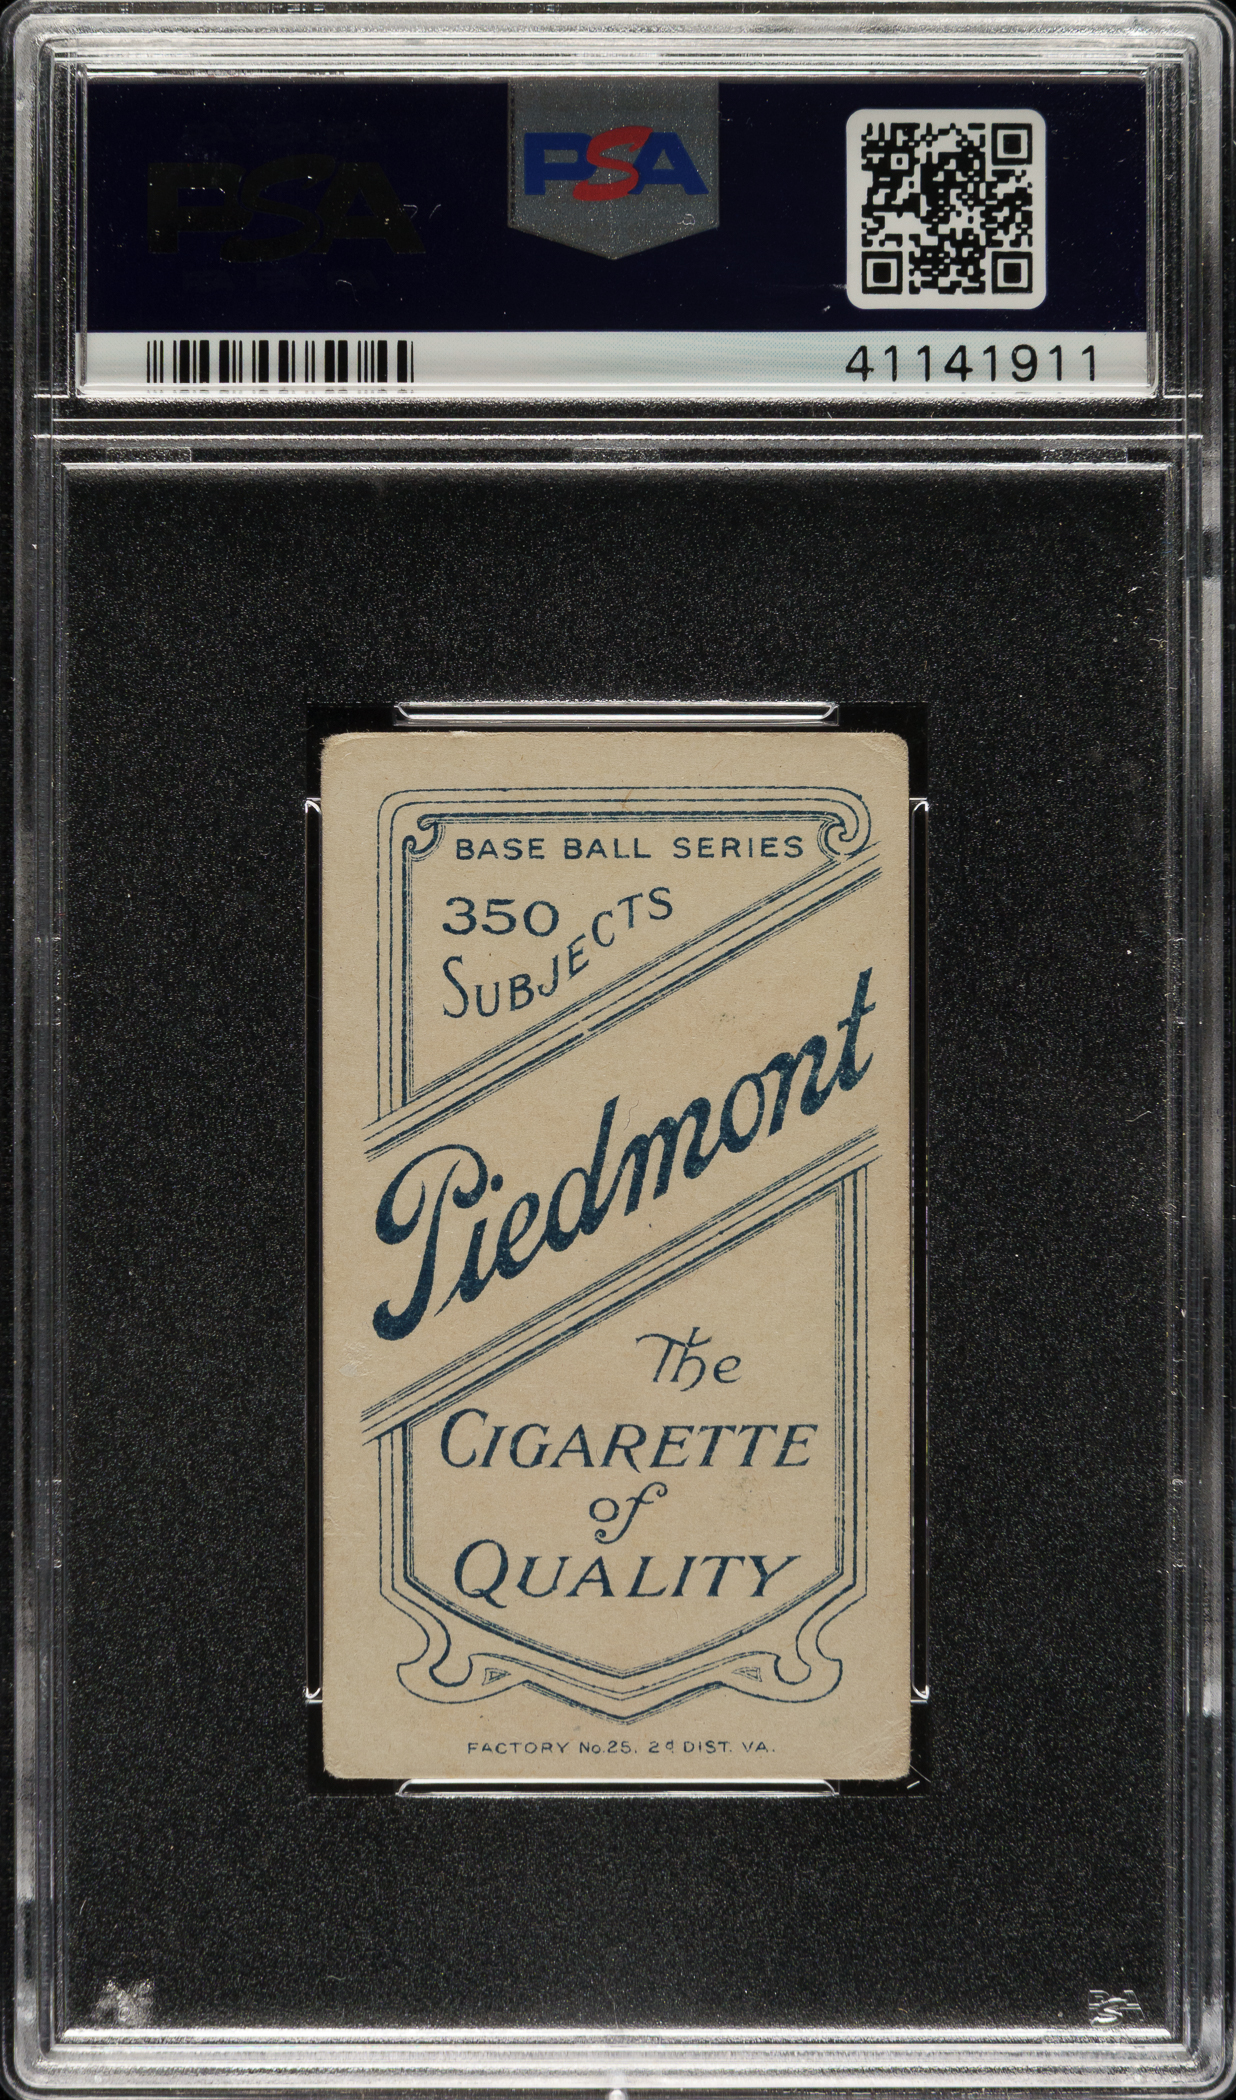 PSA
PSA
41141911
BASE BALL SERIES
350
SUBJECTS
Piedmont
The
CIGARETTE
of
QUALITY
FACTORY No.25, 2d DIST. VA.
PSA